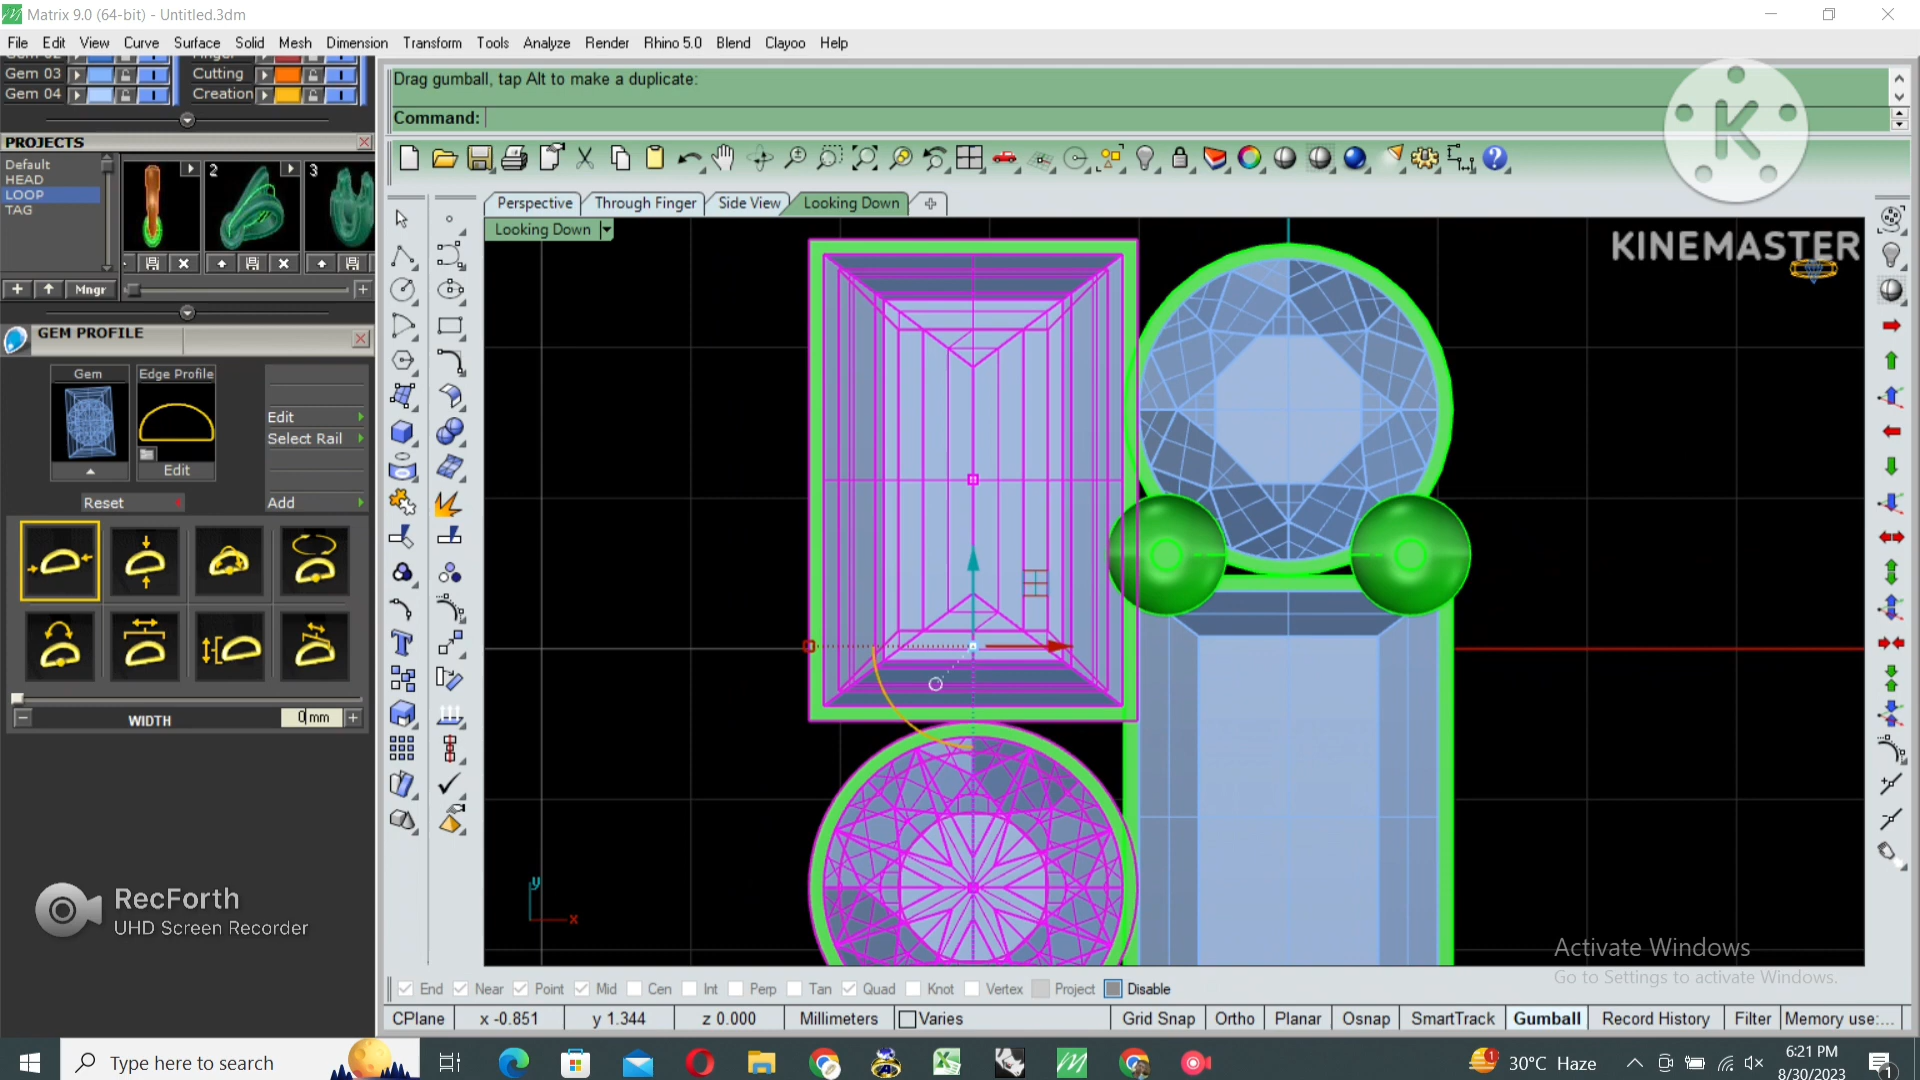 Matrix 9.0 (64-bit) - Untitled.3dm
File Edit View Curve Surface Solid Mesh Dimension Transform Tools Analyze Render Rhino 5.0 Blend Clayoo Help
Gem 03
Cutting
Gem 04
Creation
Drag gumball, tap Alt to make a duplicate:
Command:
K
PROJECTS
Default
HEAD
LOOP
TAG
2
3
Mngr
Perspective
Through Finger
Side View
Looking Down
Looking Down
KINEMASTER
GEM PROFILE
Gem
Edge Profile
Edit
Edit
Select Rail
Reset
Add
WIDTH
0 mm
RecForth
UHD Screen Recorder
y
x
Activate Windows
Go to Settings to activate Windows.
End Near Point Mid Cen Int Perp Tan Quad Knot Vertex Project Disable
CPlane x -0.851 y 1.344 z 0.000 Millimeters Varies Grid Snap Ortho Planar Osnap SmartTrack Gumball Record History Filter Memory use:...
Type here to search
1
30°C Haze
6:21 PM
8/30/2023
1